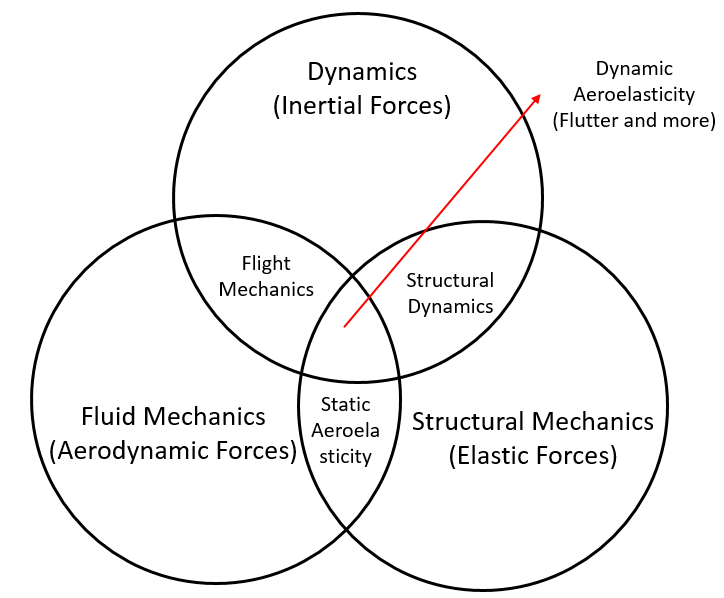 Dynamics
(Inertial Forces)
Dynamic
Aeroelasticity
(Flutter and more)
Flight
Mechanics
Structural
Dynamics
Fluid Mechanics
(Aerodynamic Forces)
Static
Aeroela
sticity
Structural Mechanics
(Elastic Forces)